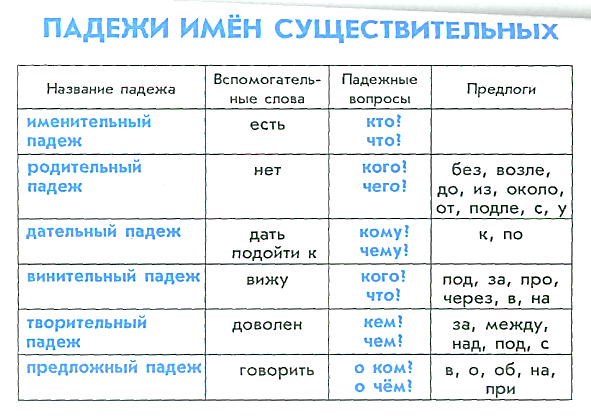 ПАДЕЖИ ИМЁН СУЩЕСТВИТЕЛЬНЫХ
Название падежа
Вспомогатель-
ные слова
Падежные
вопросы
Предлоги
именительный
падеж
есть
кто?
что?
родительный
падеж
нет
кого?
чего?
без, возле,
до, из, около,
от, подле, с, у
дательный падеж
дать
подойти к
кому?
чему?
к, по
винительный падеж
вижу
кого?
что?
под, за, про,
через, в, на
творительный
падеж
доволен
кем?
чем?
за, между,
над, под, с
предложный падеж
говорить
о ком?
о чём?
в, о, об, на,
при